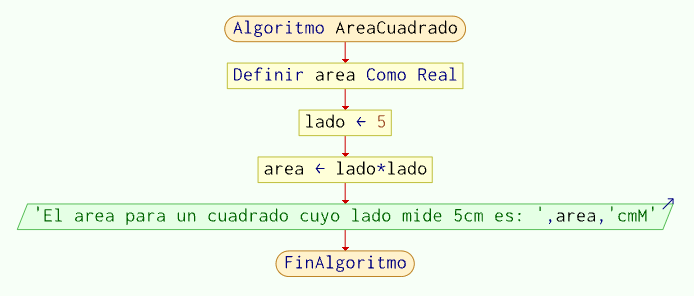 Algoritmo AreaCuadrado
Definir area Como Real
lado ← 5
area ← lado*lado
'El area para un cuadrado cuyo lado mide 5cm es: ',area,'cmM'
FinAlgoritmo